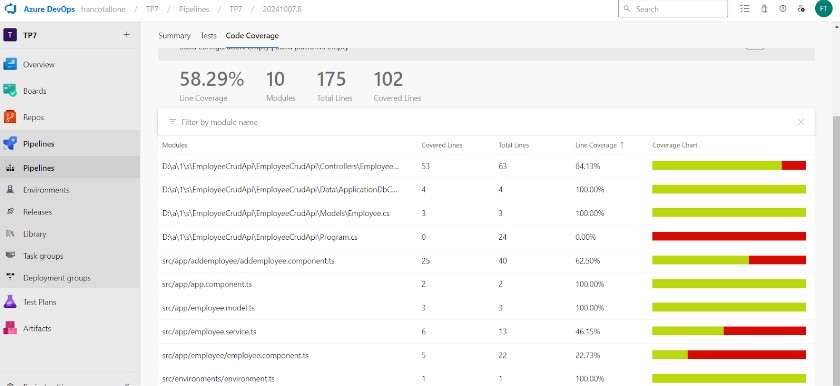 Azure DevOps francotallone / TP7 / Pipelines / TP7 / 20241007.8 Search FT
T TP7 +
Summary Tests Code Coverage
Overview
58.29% 10 175 102
Boards
Line Coverage Modules Total Lines Covered Lines
Repos
Filter by module name
Pipelines
Modules Covered Lines Total Lines Line Coverage ↑ Coverage Chart
Pipelines
D:\a\1\s\EmployeeCrudApi\EmployeeCrudApi\Controllers\Employee... 53 63 84.13%
Environments
D:\a\1\s\EmployeeCrudApi\EmployeeCrudApi\Data\ApplicationDbC... 4 4 100.00%
Releases
D:\a\1\s\EmployeeCrudApi\EmployeeCrudApi\Models\Employee.cs 3 3 100.00%
Library
D:\a\1\s\EmployeeCrudApi\EmployeeCrudApi\Program.cs 0 24 0.00%
Task groups
src/app/addemployee/addemployee.component.ts 25 40 62.50%
Deployment groups
src/app/app.component.ts 2 2 100.00%
Test Plans
src/app/employee.model.ts 3 3 100.00%
Artifacts
src/app/employee.service.ts 6 13 46.15%
src/app/employee/employee.component.ts 5 22 22.73%
src/environments/environment.ts 1 1 100.00%